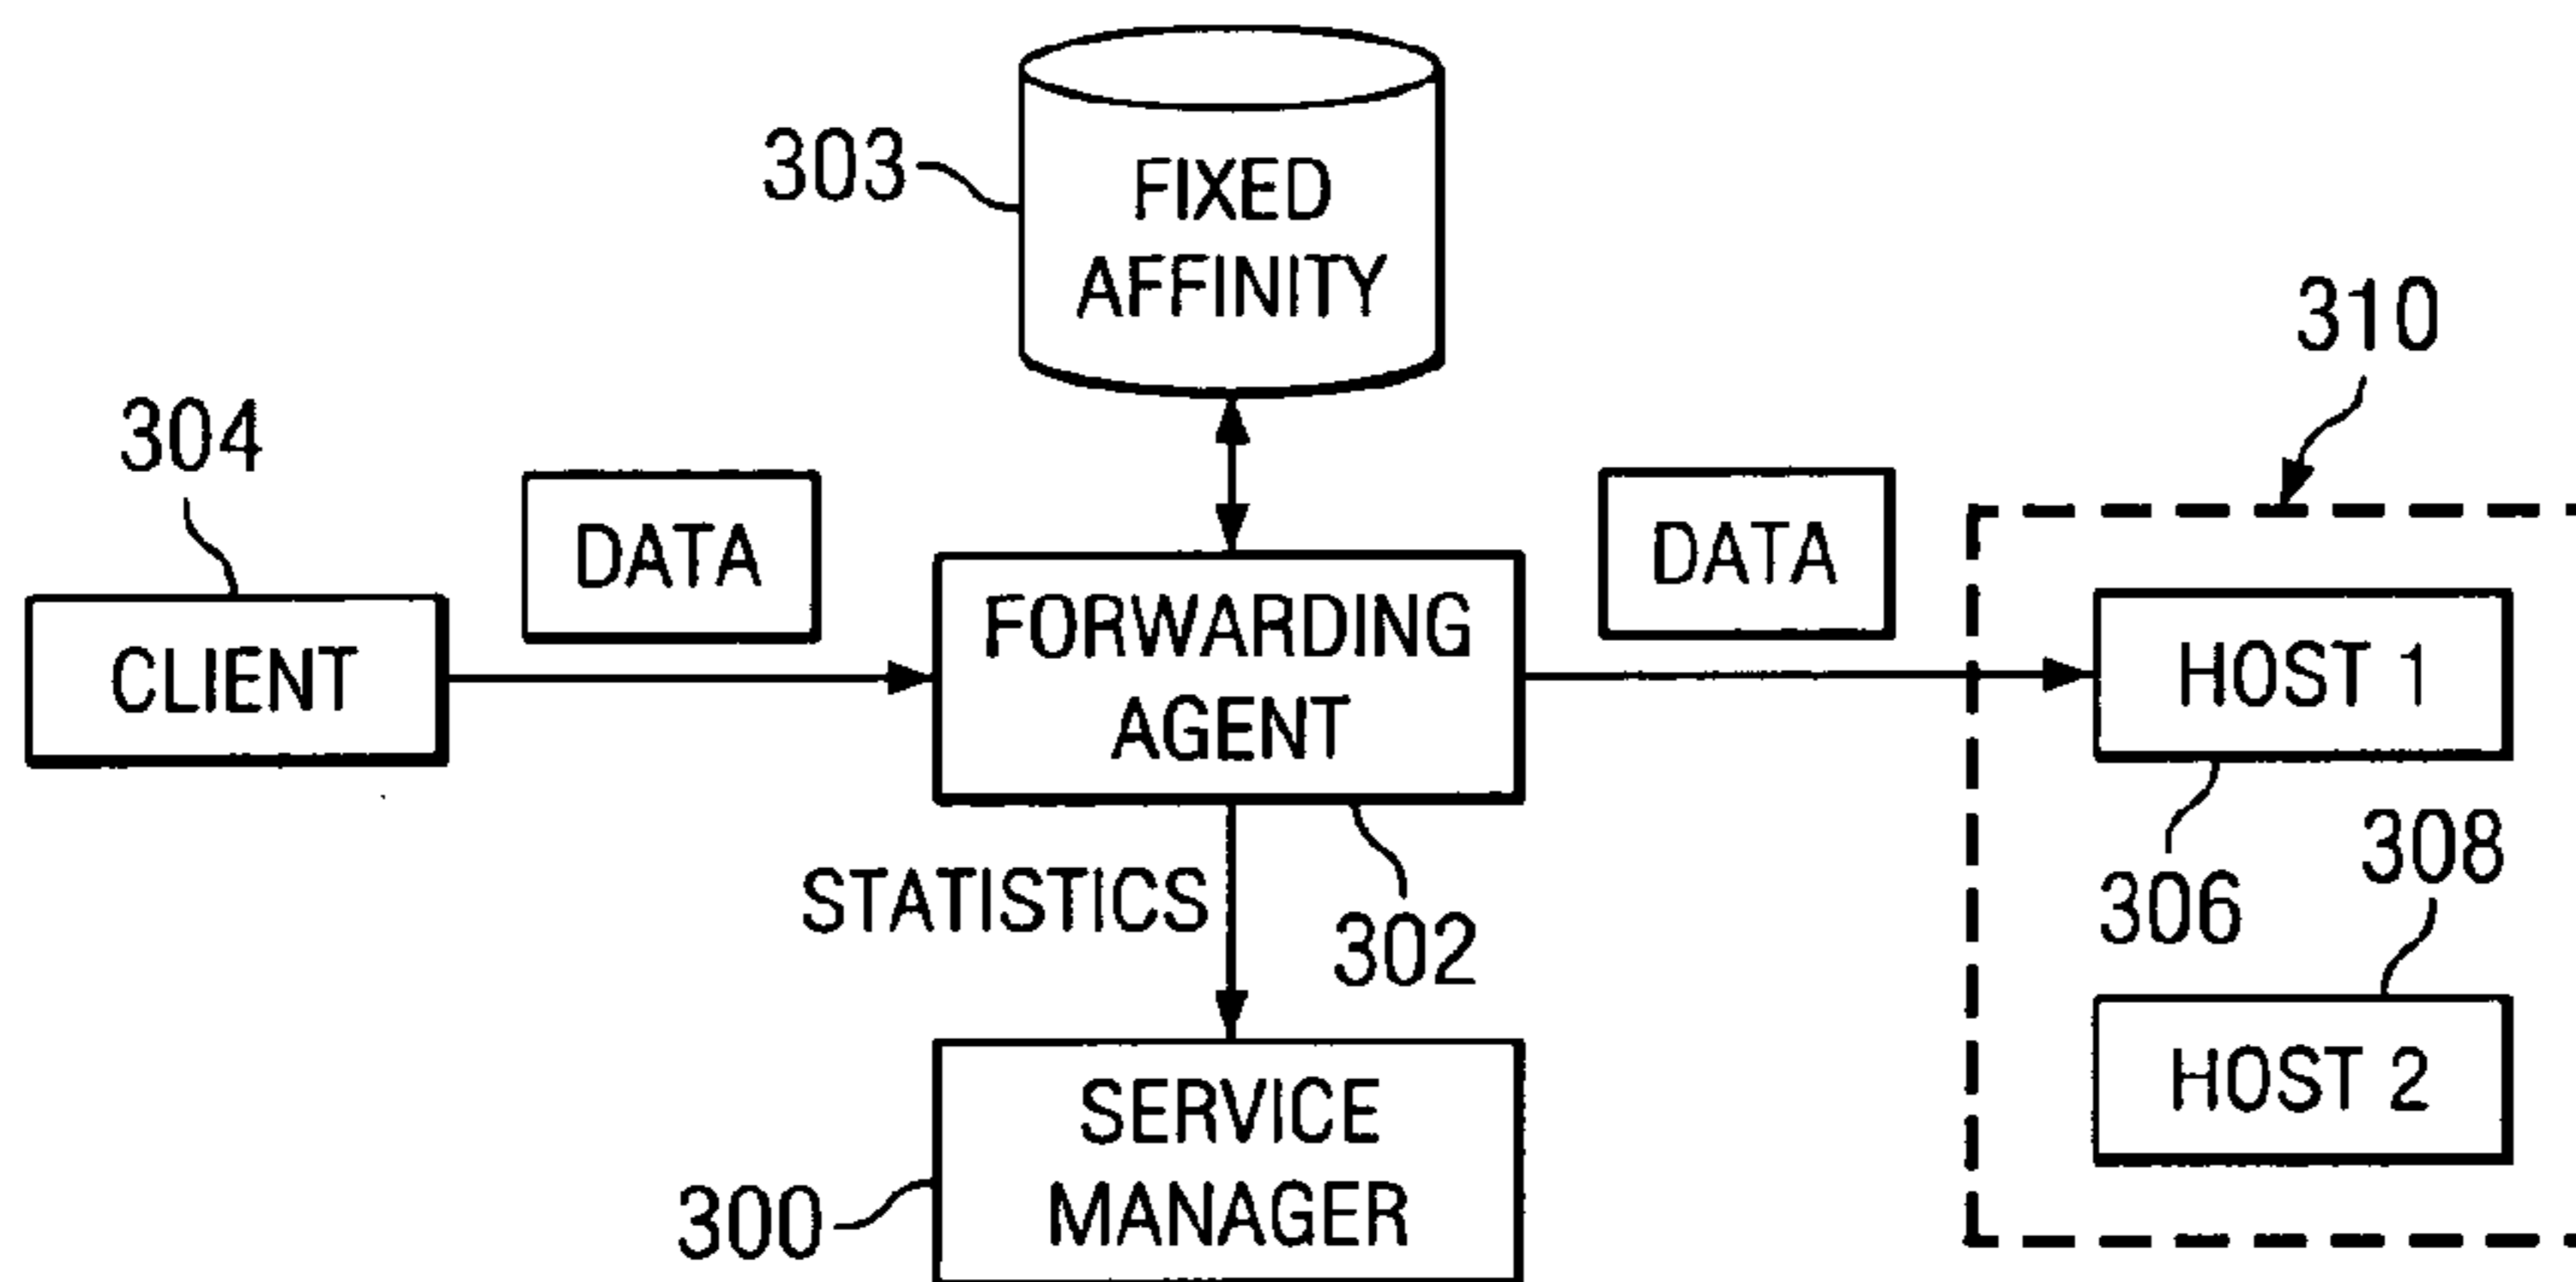 303
FIXED
AFFINITY
310
304
DATA
DATA
CLIENT
FORWARDING
AGENT
HOST 1
STATISTICS
302
306
308
SERVICE
MANAGER
300
HOST 2